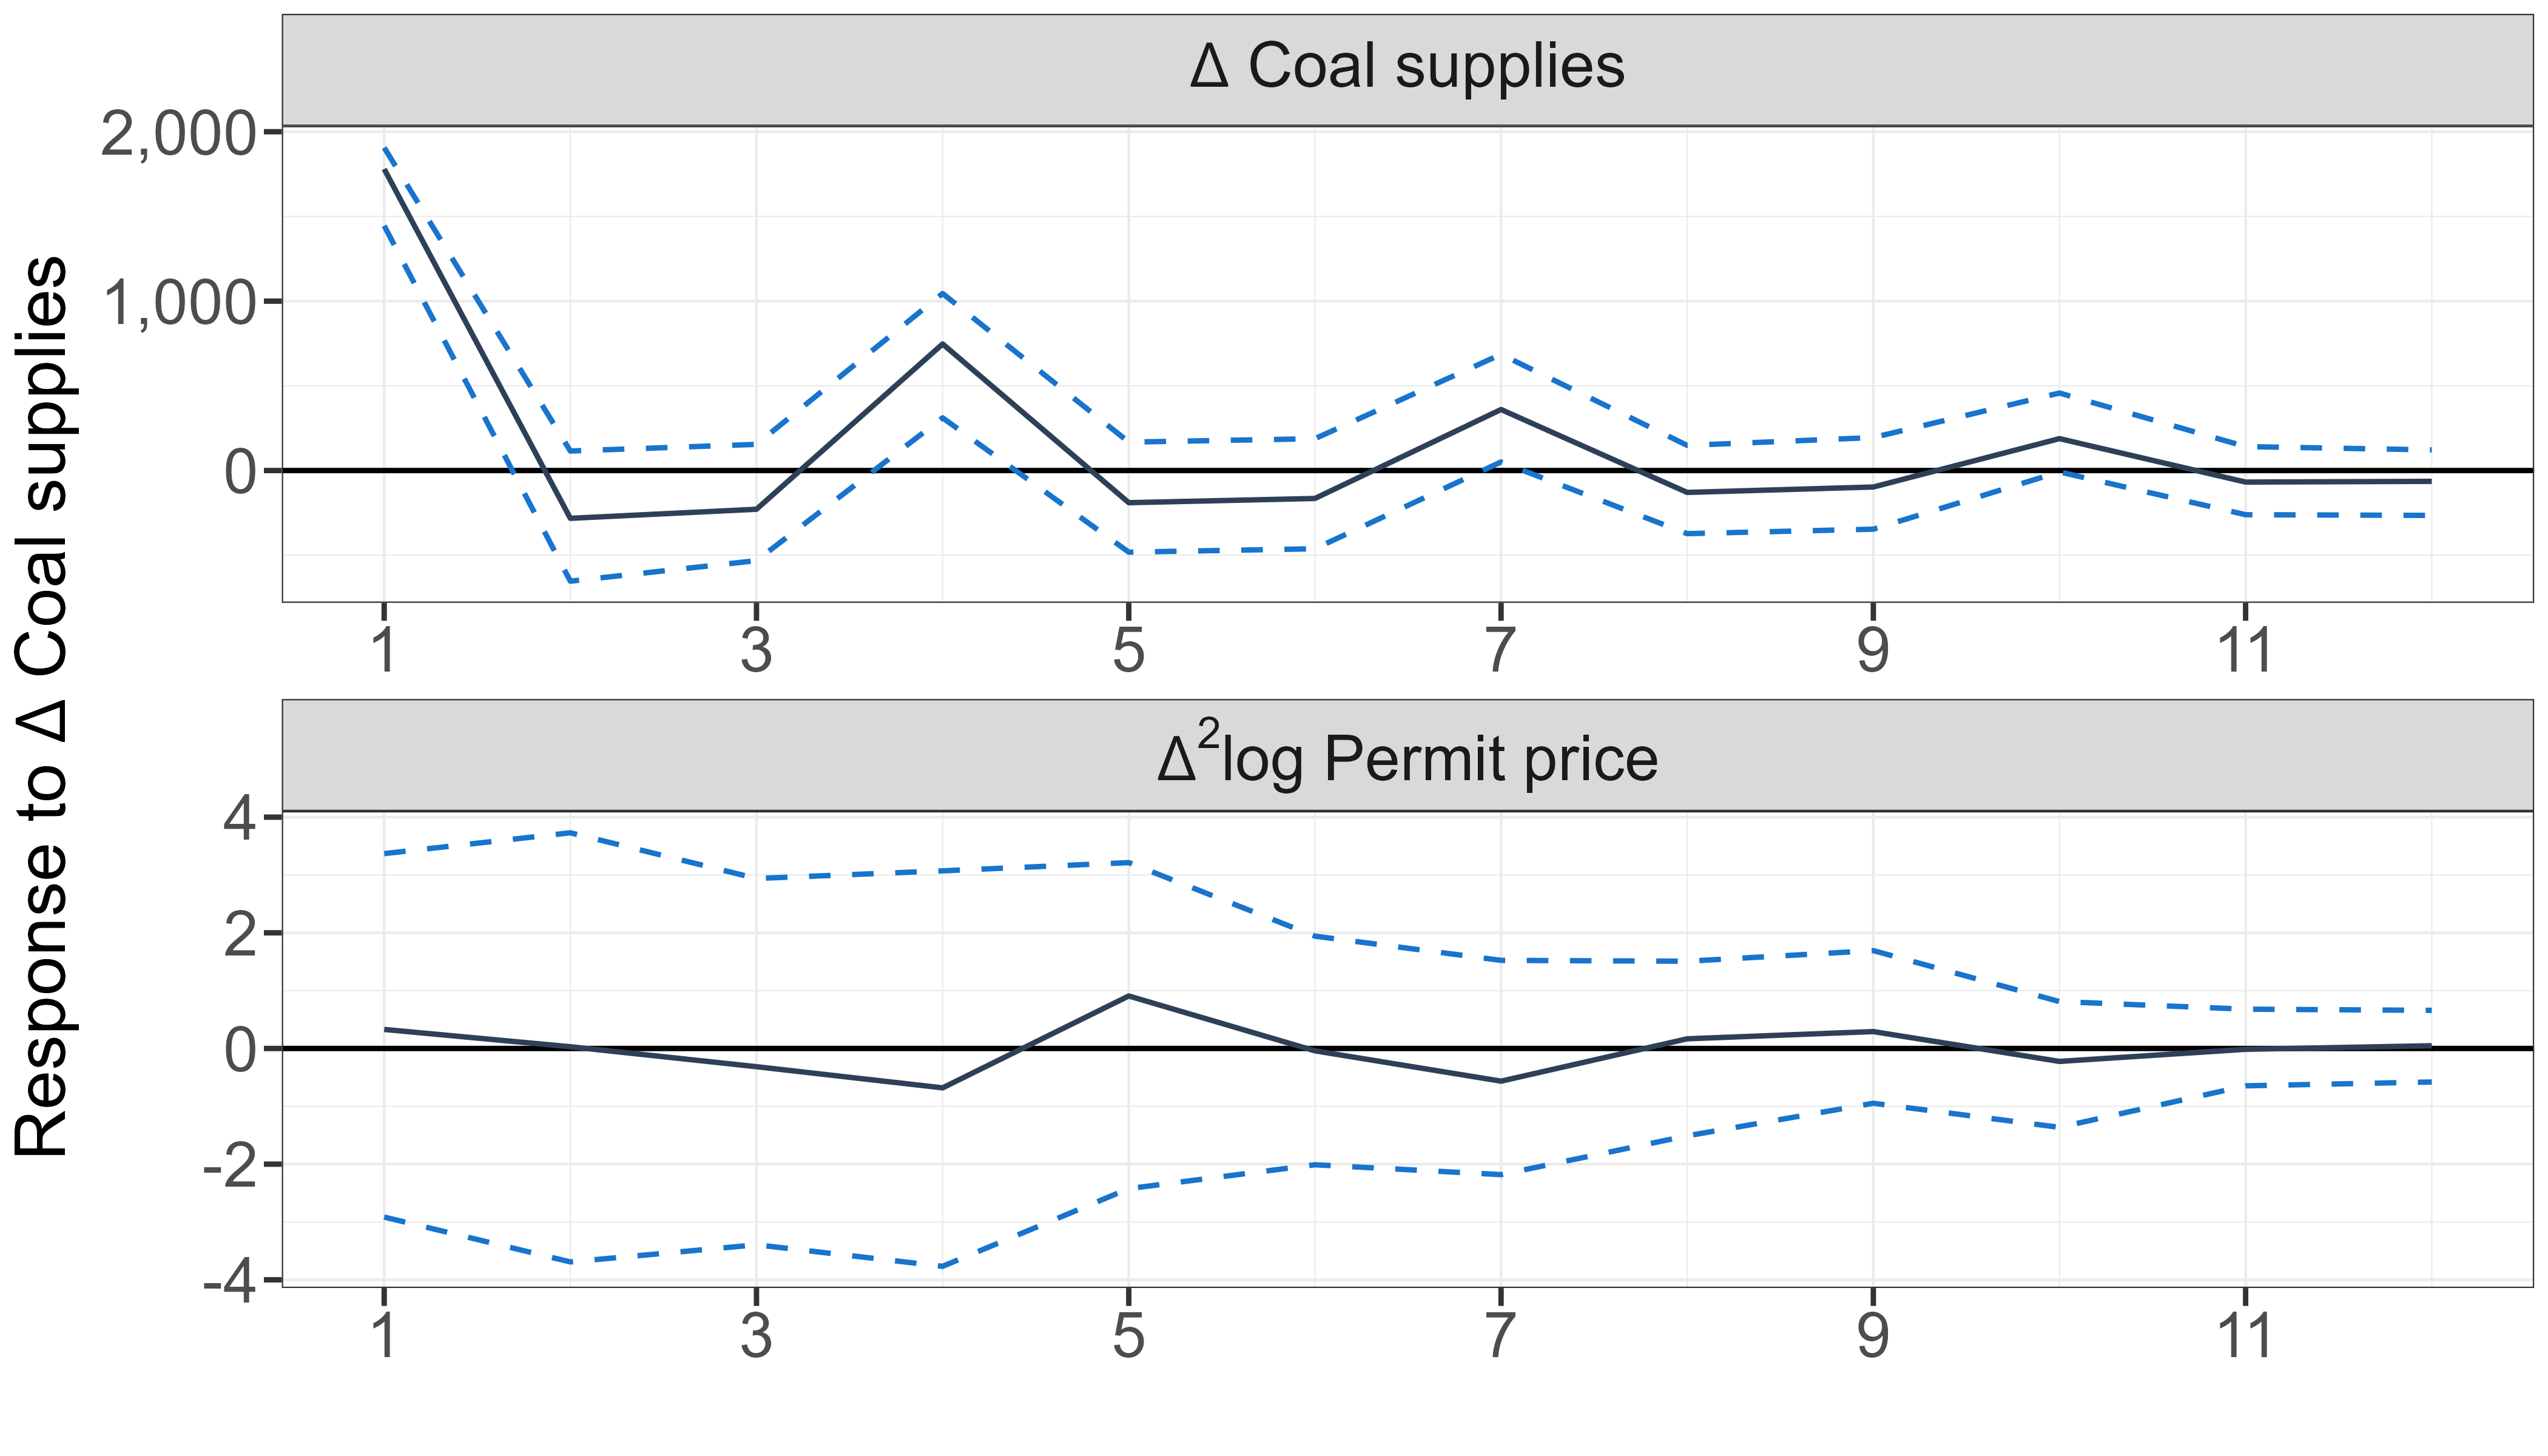 Response to Δ Coal supplies
Δ Coal supplies
2,000
1,000
0
1 3 5 7 9 11
Δ²log Permit price
4
2
0
-2
-4
1 3 5 7 9 11